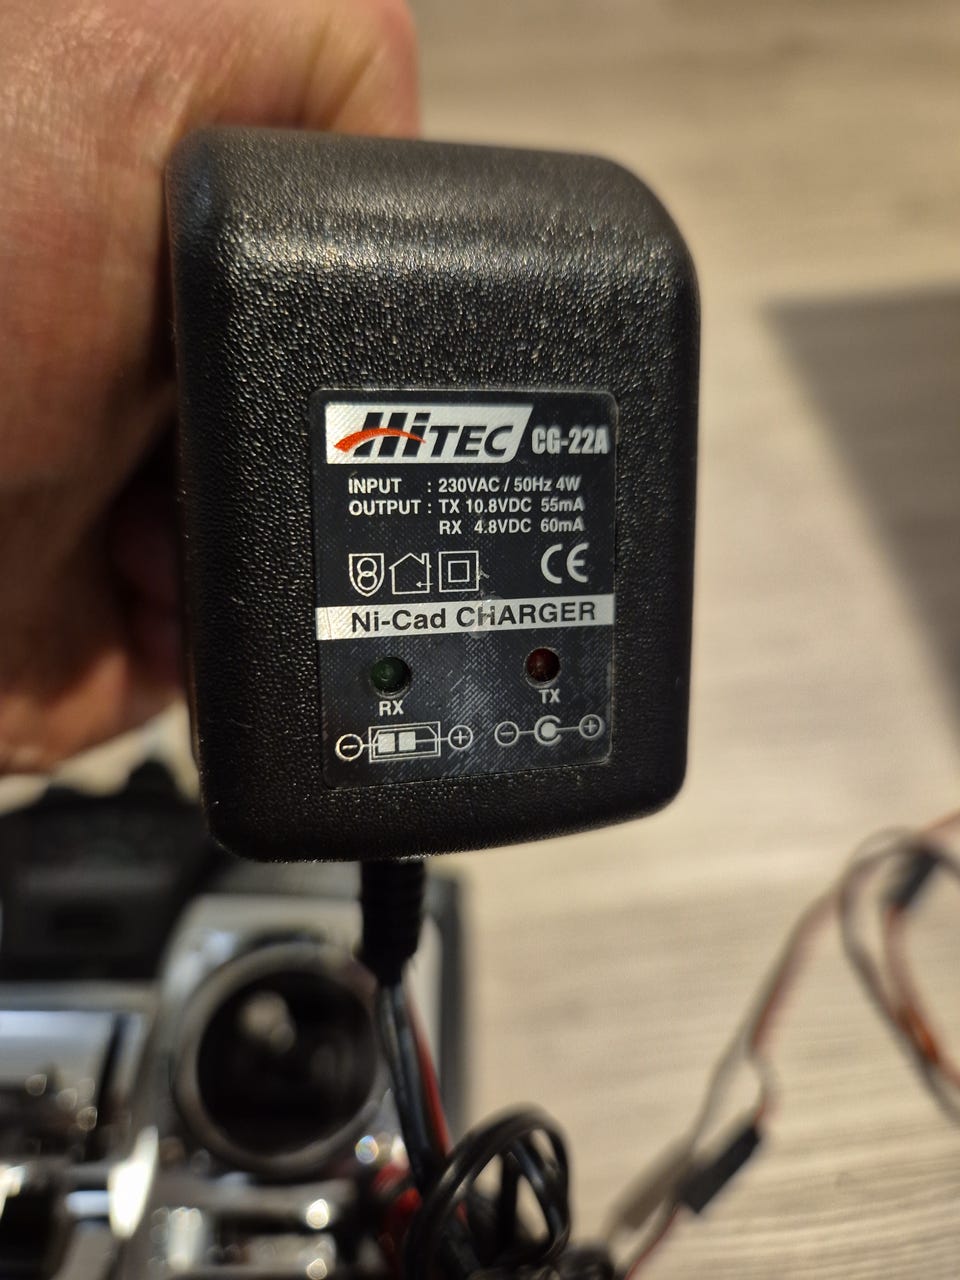 HiTEC CG-22A
INPUT : 230VAC / 50Hz 4W
OUTPUT : TX 10.8VDC 55mA
RX 4.8VDC 60mA
CE
Ni-Cad CHARGER
RX TX